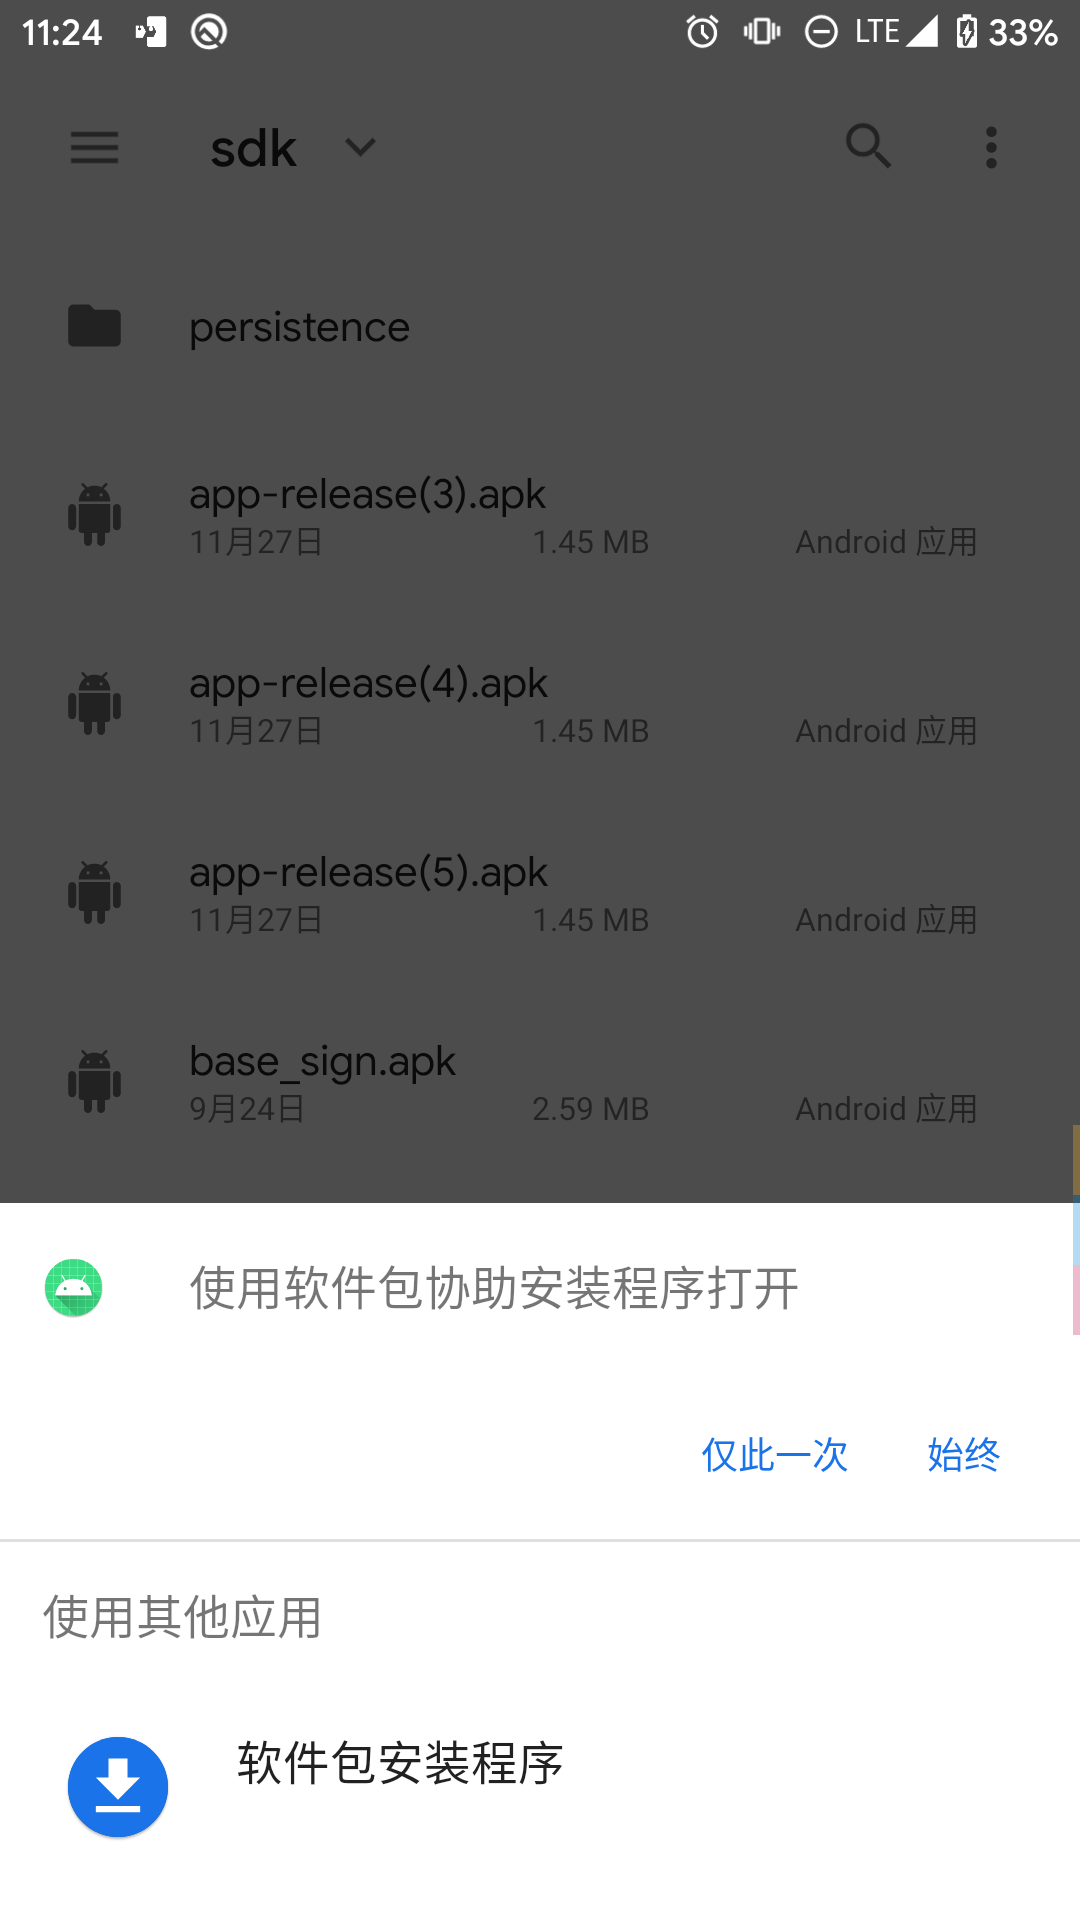 11:24 LTE 33%
sdk
persistence
app-release(3).apk
11月27日 1.45 MB Android 应用
app-release(4).apk
11月27日 1.45 MB Android 应用
app-release(5).apk
11月27日 1.45 MB Android 应用
base_sign.apk
9月24日 2.59 MB Android 应用
使用软件包协助安装程序打开
仅此一次 始终
使用其他应用
软件包安装程序